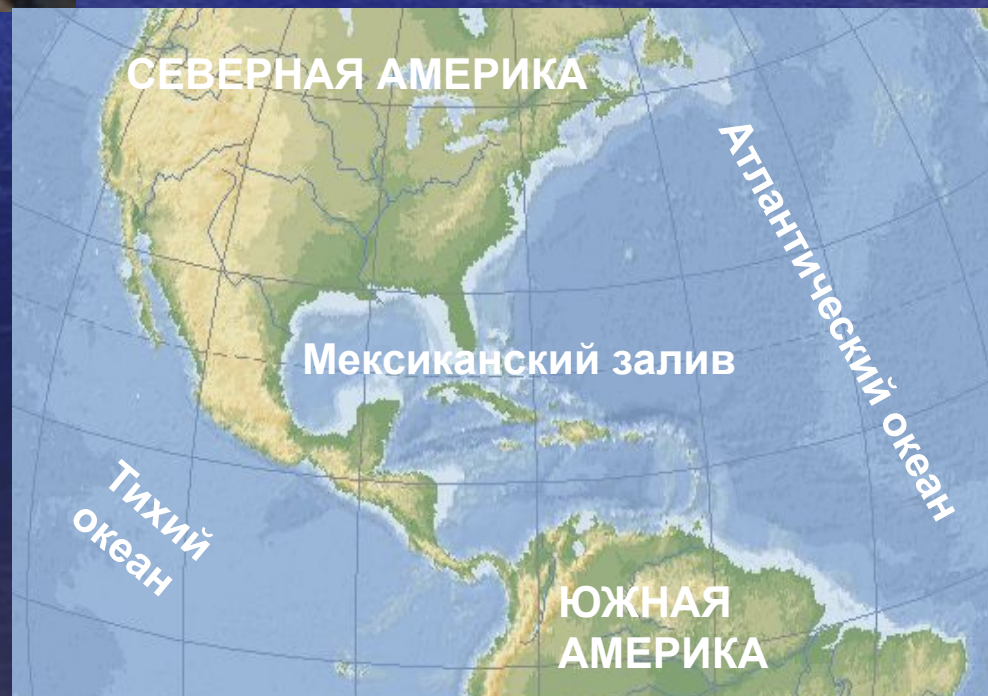 СЕВЕРНАЯ АМЕРИКА
Атлантический океан
Мексиканский залив
Тихий
океан
ЮЖНАЯ
АМЕРИКА